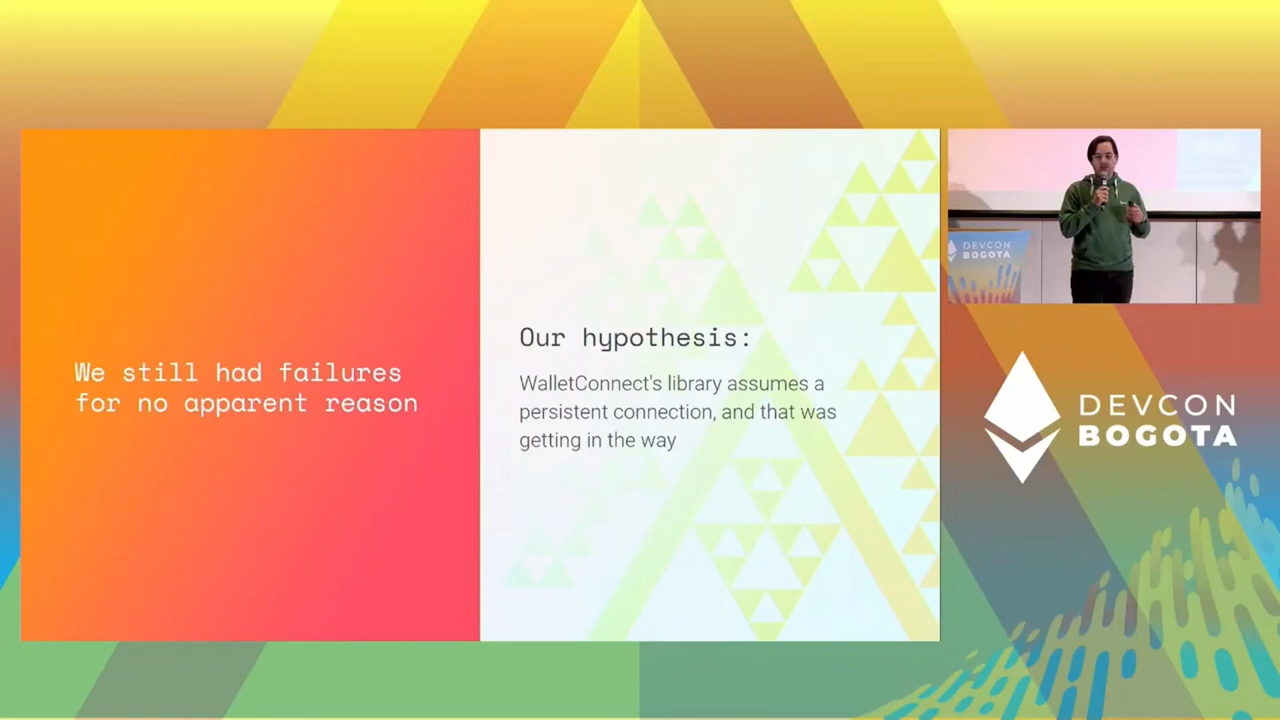 We still had failures
for no apparent reason
Our hypothesis:
WalletConnect's library assumes a
persistent connection, and that was
getting in the way
DEVCON
BOGOTA
DEVCON
BOGOTA